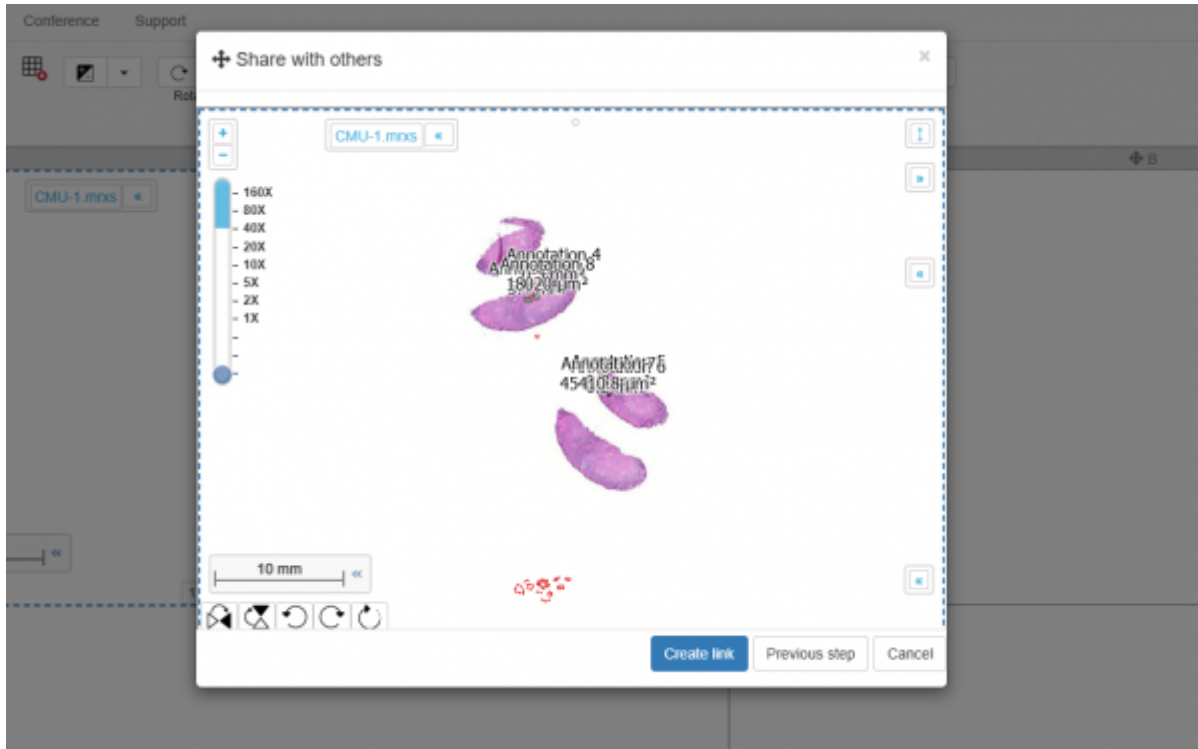 Conference Support
Share with others
×
Rot
CMU-1.mrxs «
+
−
160X
80X
40X
20X
10X
5X
2X
1X
CMU-1.mrxs «
B
»
«
Annotation 4
Annotation 8
18020 µm²
10 mm «
«
«
1
Create link Previous step Cancel